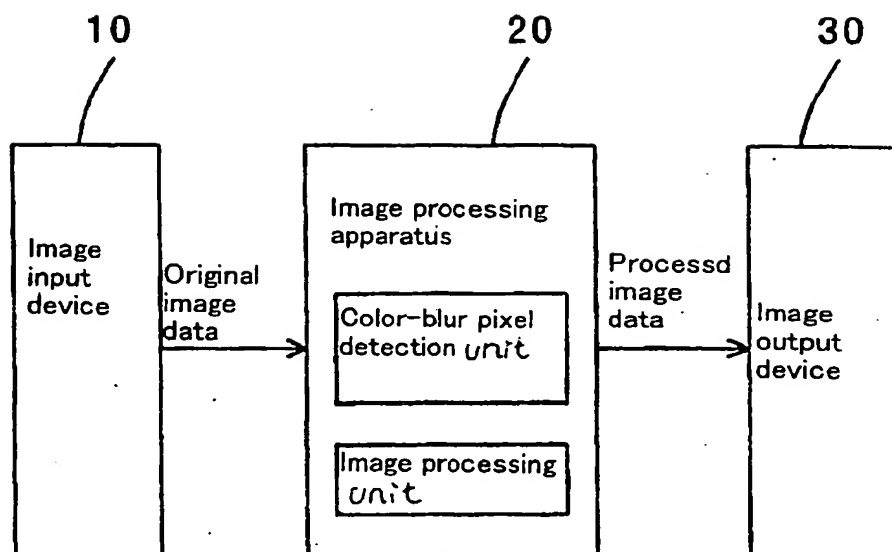 10
20
30
Image
input
device
Original
image
data
Image processing
apparatus
Color-blur pixel
detection unit
Image processing
unit
Processd
image
data
Image
output
device